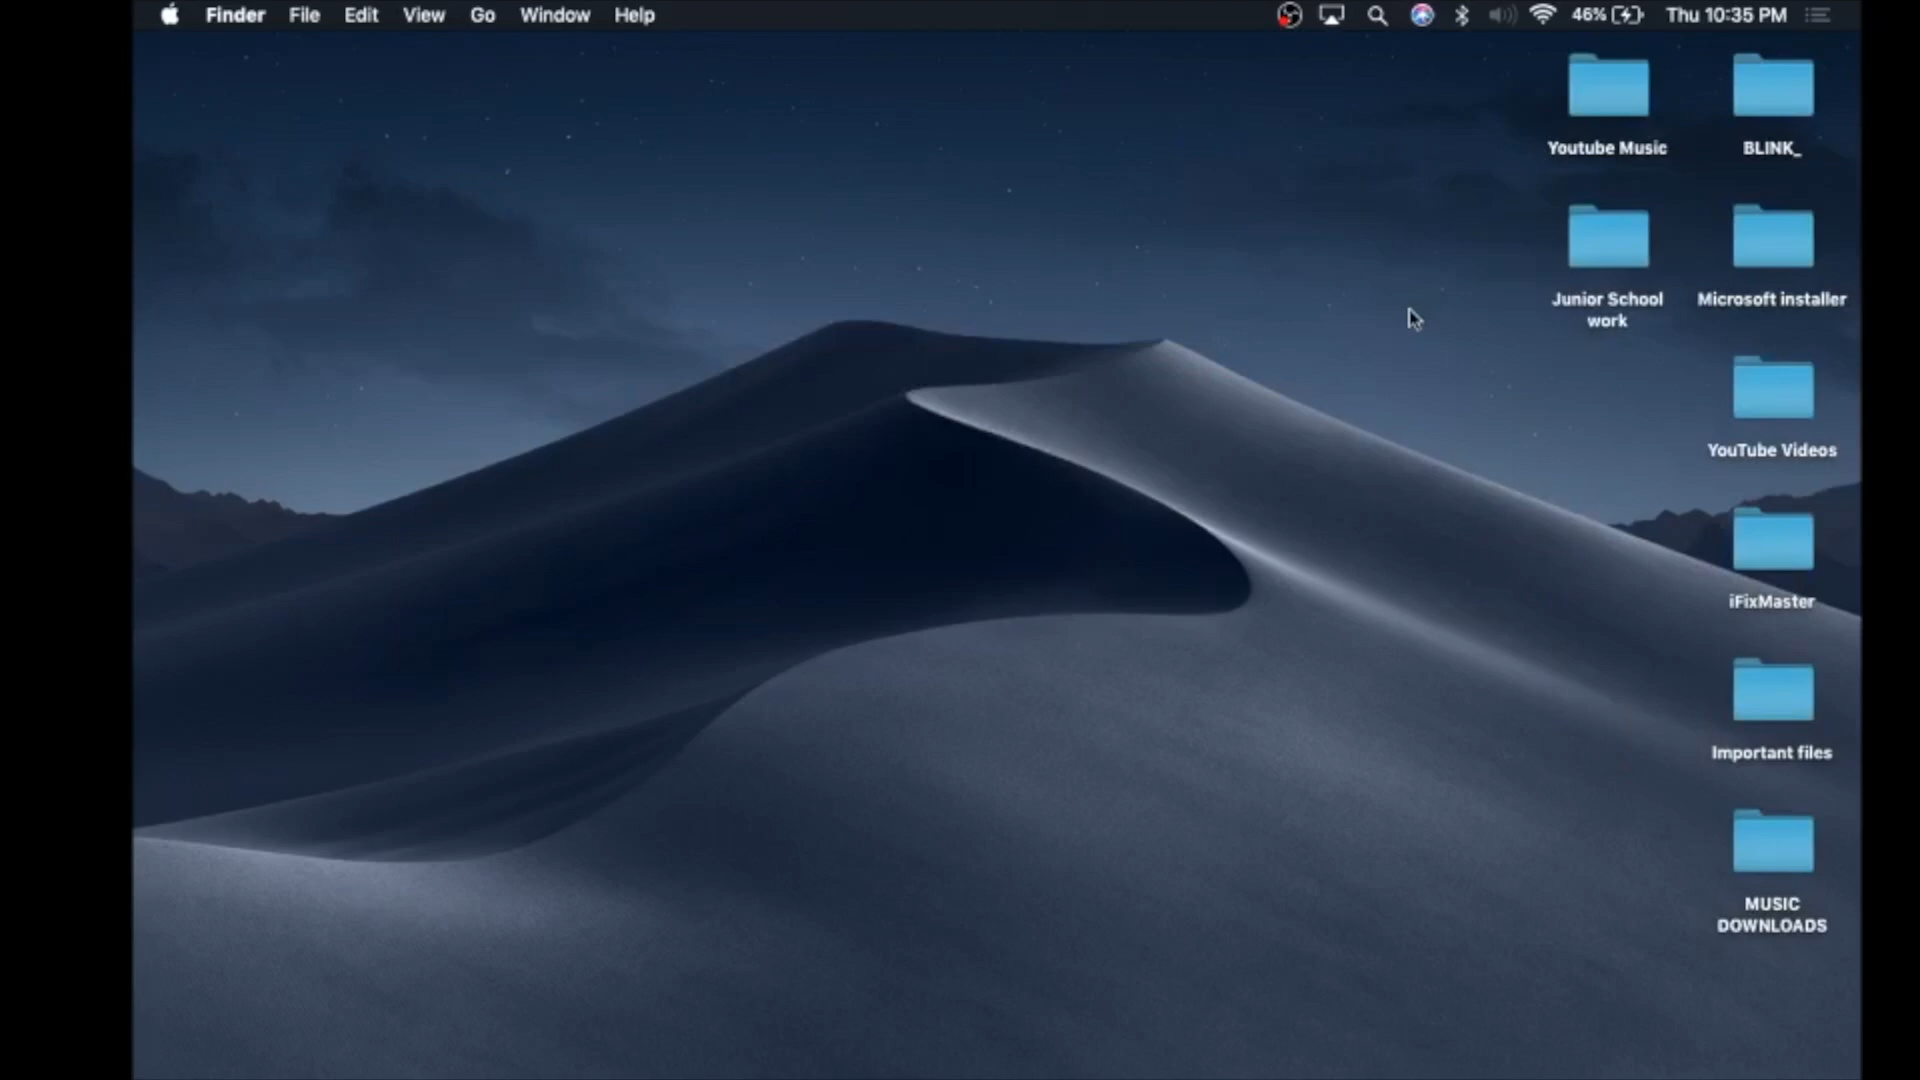 Finder File Edit View Go Window Help 46% Thu 10:35 PM
Youtube Music
BLINK_
Junior School
work
Microsoft installer
YouTube Videos
iFixMaster
Important files
MUSIC
DOWNLOADS